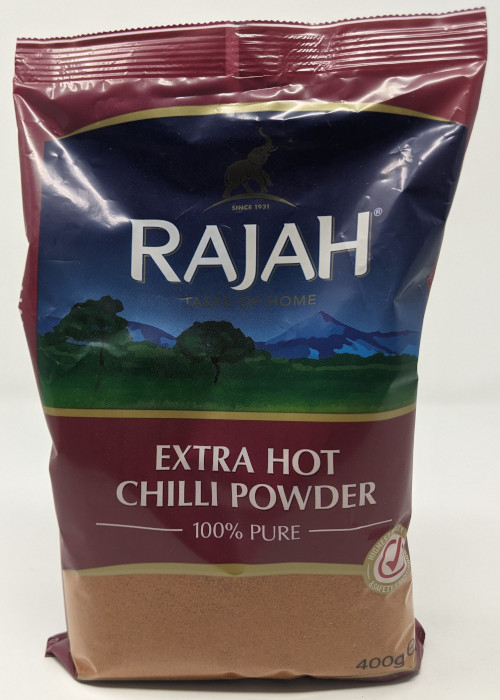 SINCE 1931
RAJAH®
TASTE OF HOME
EXTRA HOT
CHILLI POWDER
100% PURE
400g e